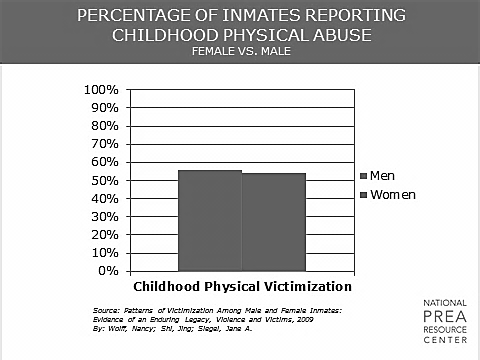 PERCENTAGE OF INMATES REPORTING
CHILDHOOD PHYSICAL ABUSE
FEMALE VS. MALE
100%
90%
80%
70%
60%
50%
40%
30%
20%
10%
0%
Men
Women
Childhood Physical Victimization
Source: Patterns of Victimization Among Male and Female Inmates:
Evidence of an Enduring Legacy, Violence and Victims, 2009
By: Wolff, Nancy; Shi, Jing; Siegel, Jane A.
NATIONAL
PREA
RESOURCE
CENTER